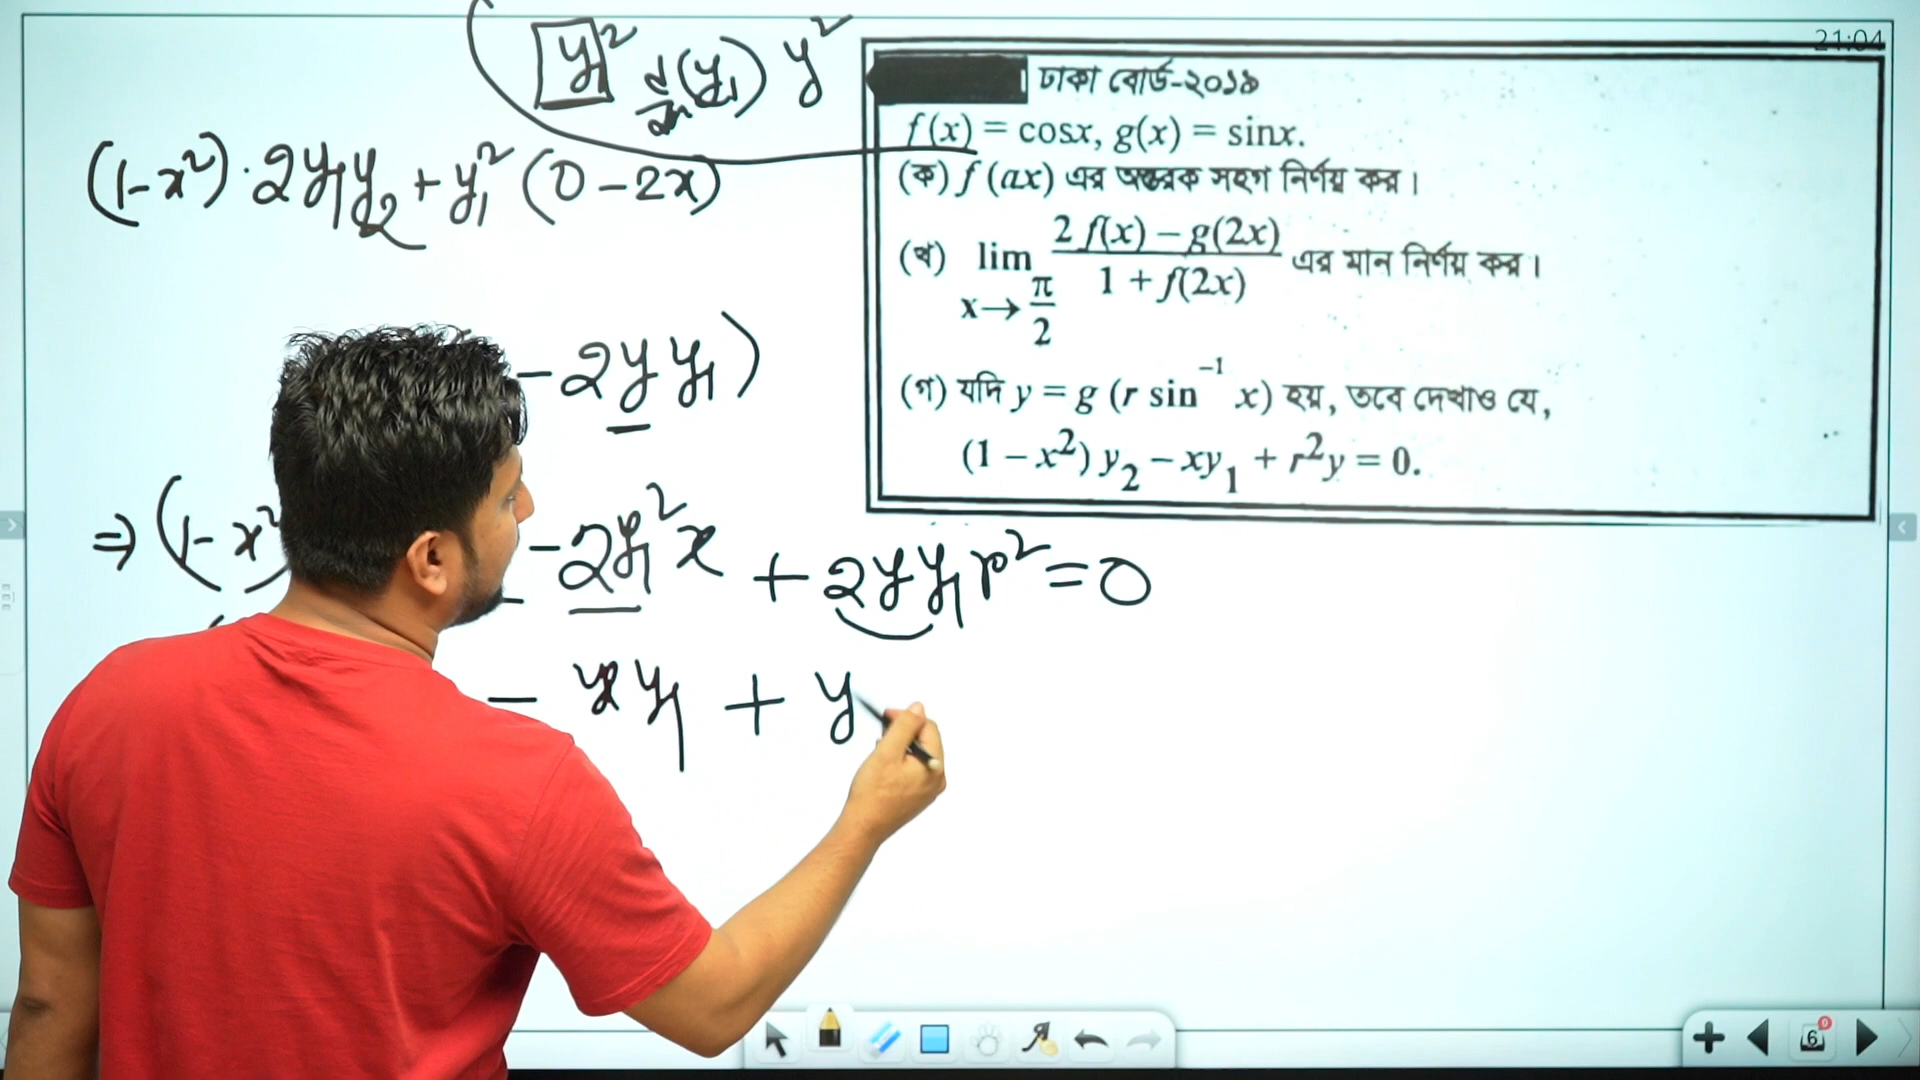 21:04
y₁² d/dx (y₁) y²
(1-x²)·2y₁y₂ + y₁² (0-2x)
- 2yy₁)
⇒ (1-x² - 2y₁²x + 2yy₁r² = 0
- xy₁ + y
ঢাকা বোর্ড-২০১৯
f(x) = cosx, g(x) = sinx.
(ক) f (ax) এর অন্তরক সহগ নির্ণয় কর।
(খ) lim x→π/2 2f(x) – g(2x) / 1 + f(2x) এর মান নির্ণয় কর।
(গ) যদি y = g (r sin⁻¹ x) হয়, তবে দেখাও যে,
(1 – x²) y₂ – xy₁ + r²y = 0.
6
0